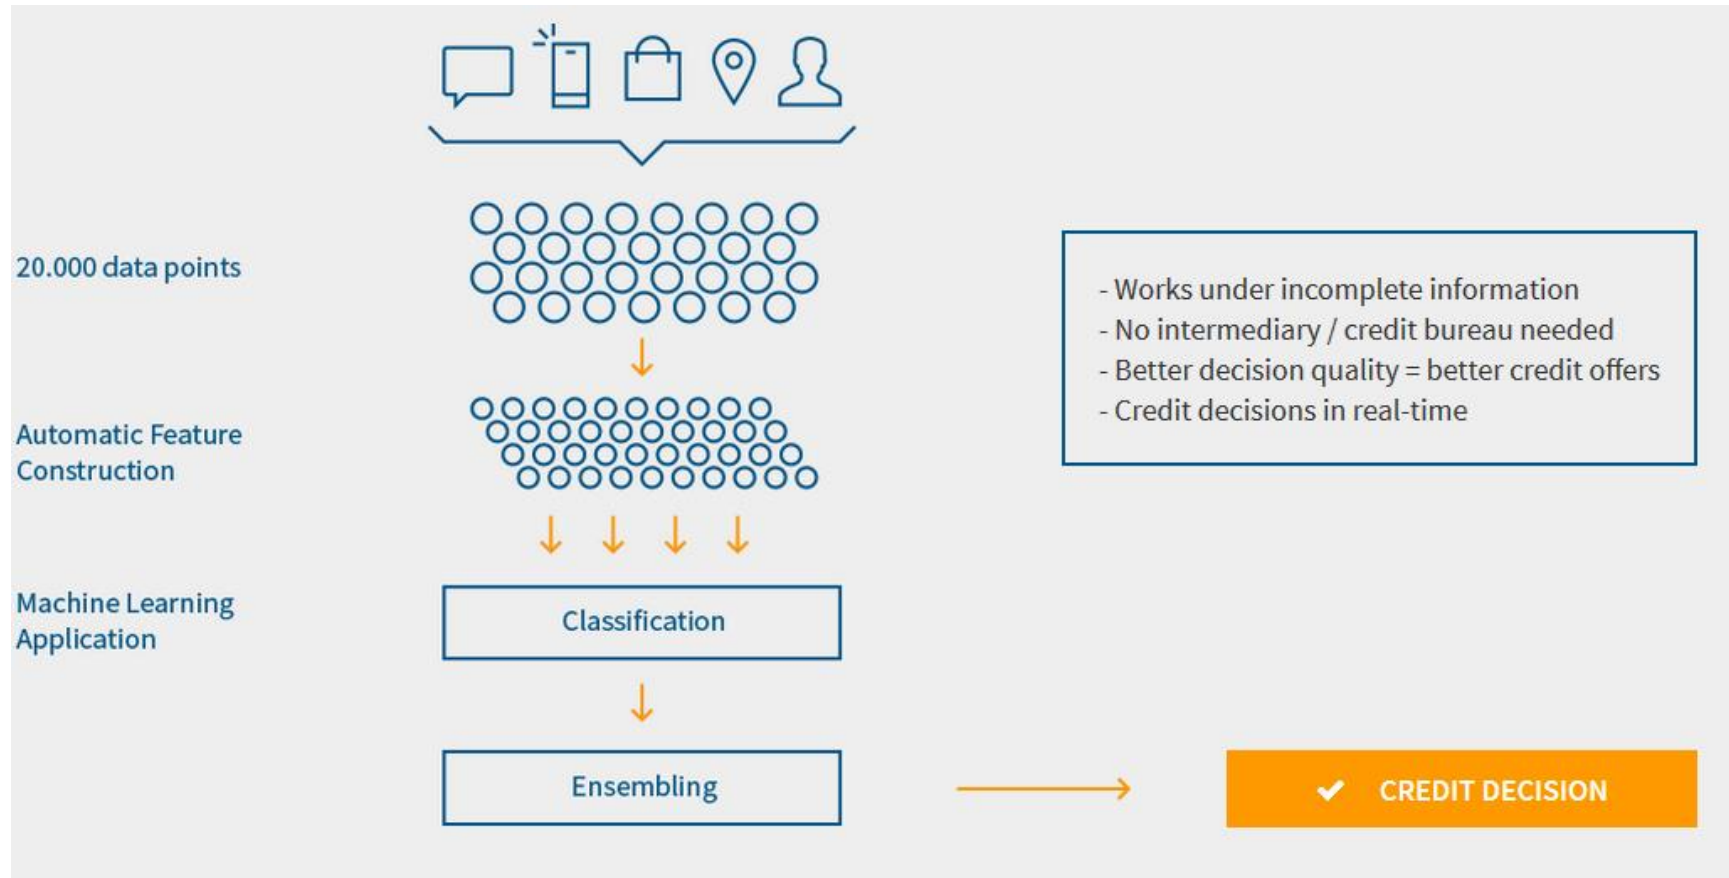 20.000 data points
- Works under incomplete information
- No intermediary / credit bureau needed
- Better decision quality = better credit offers
- Credit decisions in real-time
Automatic Feature
Construction
Machine Learning
Application
Classification
Ensembling
CREDIT DECISION